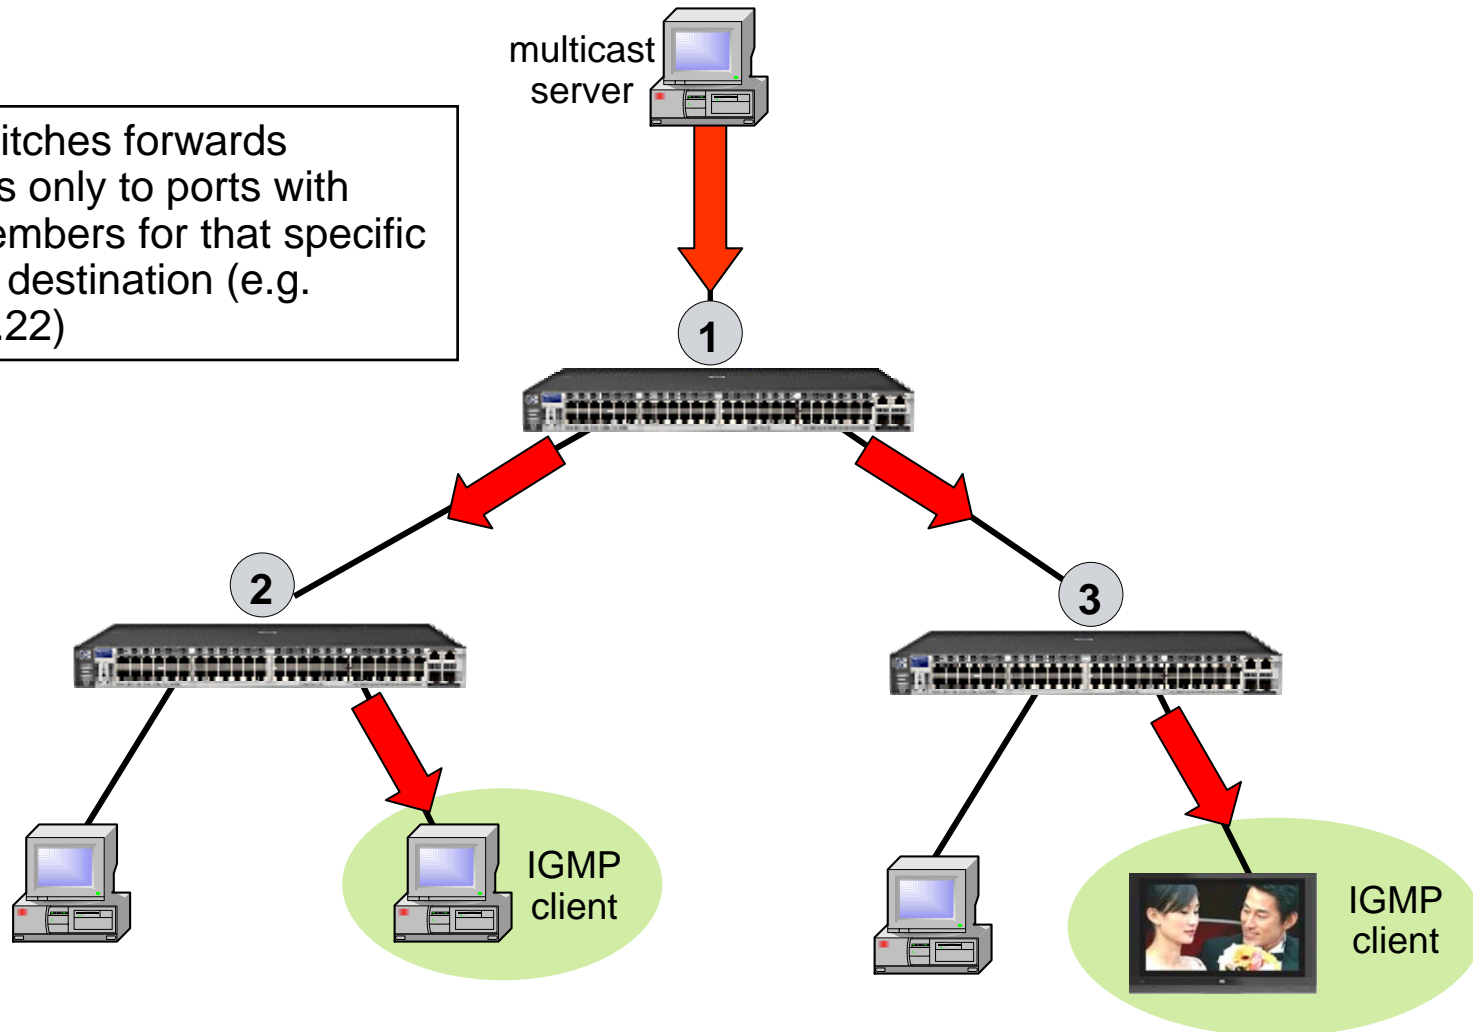 multicast
server
itches forwards
s only to ports with
embers for that specific
destination (e.g.
.22)
1
2
3
IGMP
client
IGMP
client